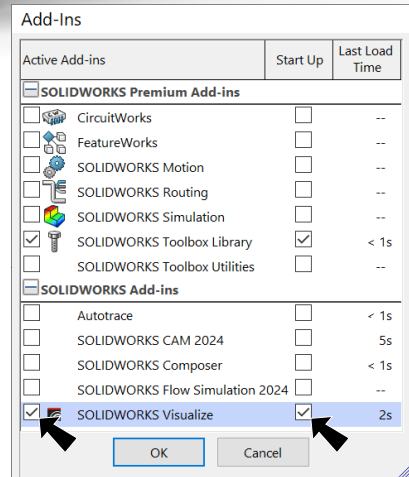 Add-Ins
Active Add-ins Start Up Last Load Time
SOLIDWORKS Premium Add-ins
CircuitWorks --
FeatureWorks --
SOLIDWORKS Motion --
SOLIDWORKS Routing --
SOLIDWORKS Simulation --
SOLIDWORKS Toolbox Library < 1s
SOLIDWORKS Toolbox Utilities --
SOLIDWORKS Add-ins
Autotrace < 1s
SOLIDWORKS CAM 2024 5s
SOLIDWORKS Composer < 1s
SOLIDWORKS Flow Simulation 2024 --
SOLIDWORKS Visualize 2s
OK Cancel